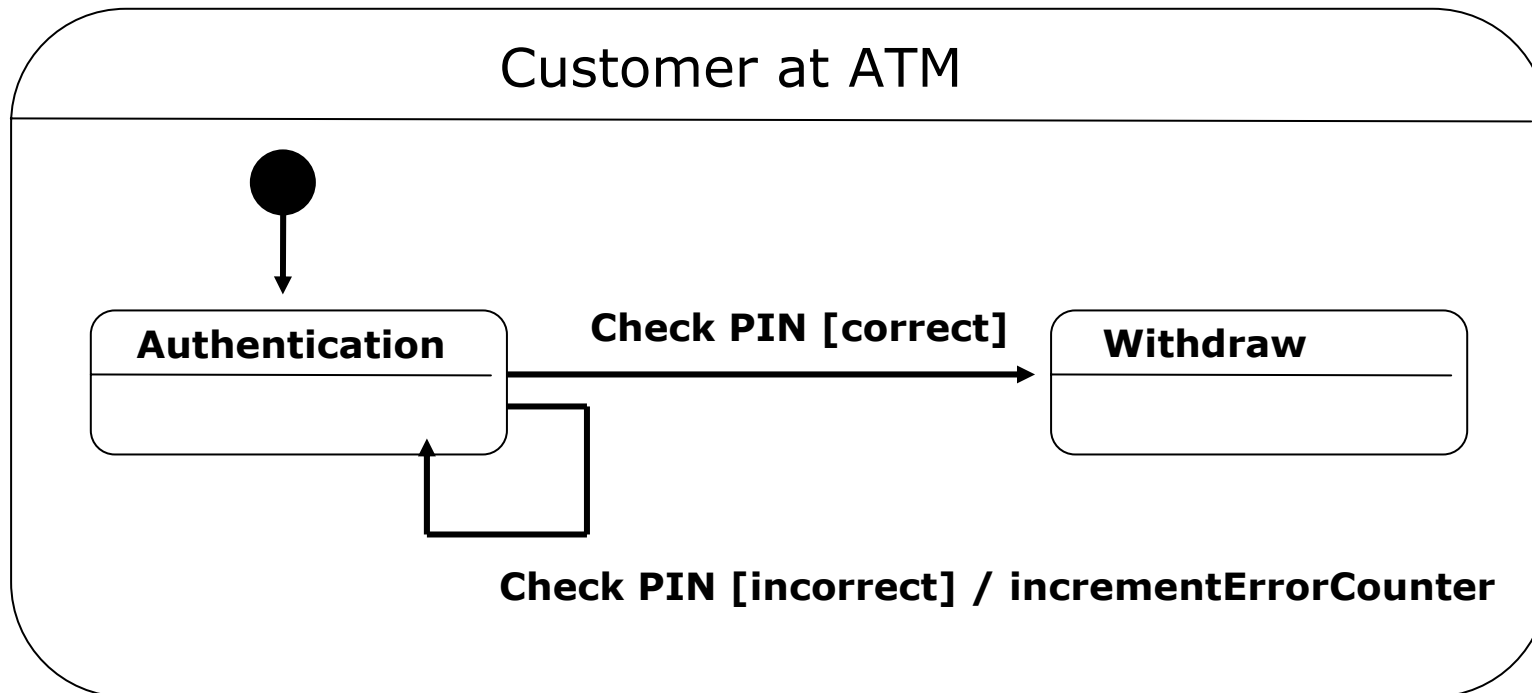 Customer at ATM
Authentication
Check PIN [correct]
Withdraw
Check PIN [incorrect] / incrementErrorCounter